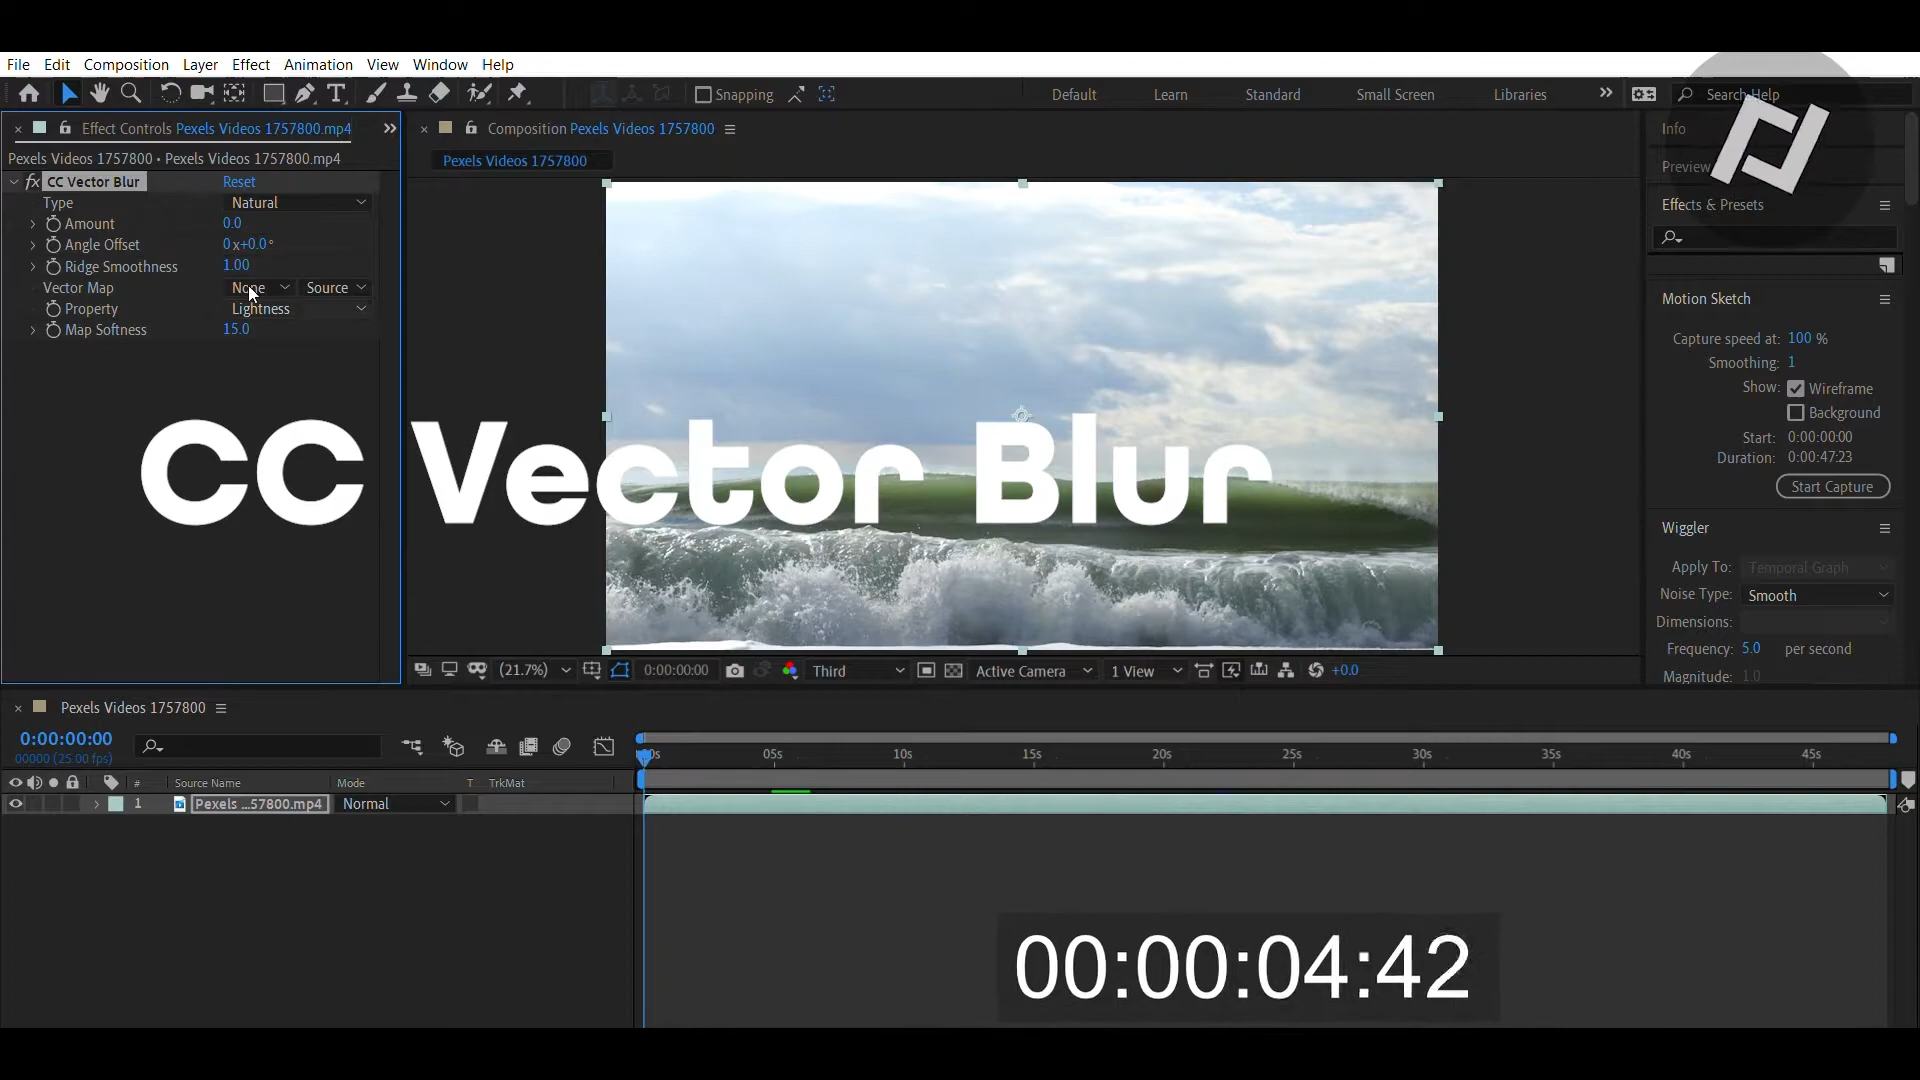 File Edit Composition Layer Effect Animation View Window Help
Snapping Default Learn Standard Small Screen Libraries Search Help
Effect Controls Pexels Videos 1757800.mp4
Pexels Videos 1757800 • Pexels Videos 1757800.mp4
fx CC Vector Blur Reset
Type Natural
Amount 0.0
Angle Offset 0x+0.0°
Ridge Smoothness 1.00
Vector Map None Source
Property Lightness
Map Softness 15.0
Composition Pexels Videos 1757800
Pexels Videos 1757800
CC Vector Blur
(21.7%) 0:00:00:00 Third Active Camera 1 View +0.0
Info
Preview
Effects & Presets
Motion Sketch
Capture speed at: 100 %
Smoothing: 1
Show: Wireframe
Background
Start: 0:00:00:00
Duration: 0:00:47:23
Start Capture
Wiggler
Apply To: Temporal Graph
Noise Type: Smooth
Dimensions:
Frequency: 5.0 per second
Magnitude: 1.0
Pexels Videos 1757800
0:00:00:00
00000 (25.00 fps)
05s 10s 15s 20s 25s 30s 35s 40s 45s
# Source Name Mode T TrkMat
1 Pexels ...57800.mp4 Normal
00:00:04:42